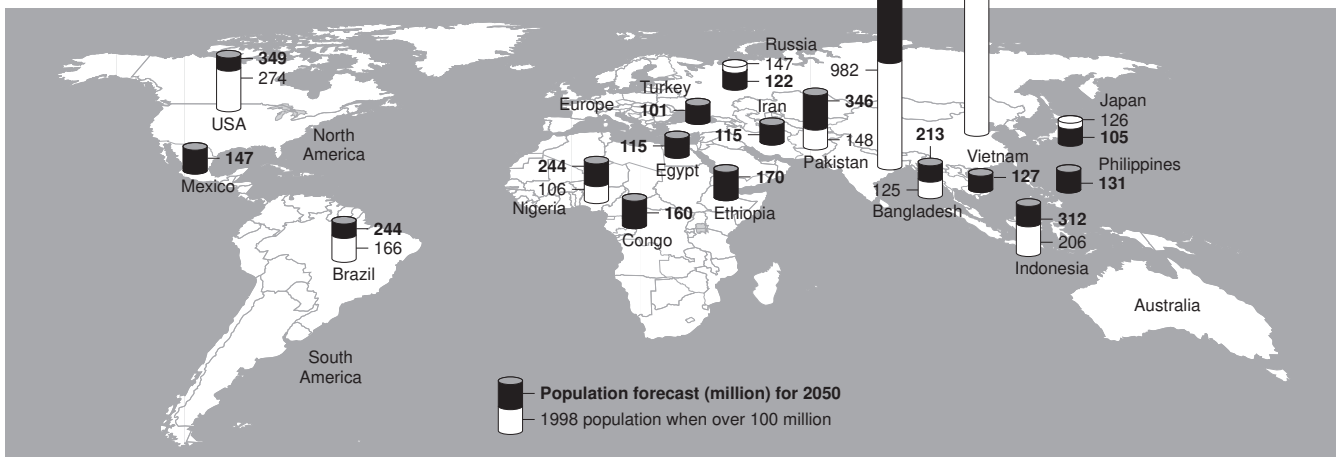 Russia
147
122
349
274
USA
North
America
147
Mexico
Turkey
Europe
101
Iran
115
346
148
Pakistan
982
213
125
Bangladesh
Vietnam
127
Japan
126
105
Philippines
131
115
Egypt
244
106
Nigeria
170
Ethiopia
160
Congo
244
166
Brazil
312
206
Indonesia
Australia
South
America
Population forecast (million) for 2050
1998 population when over 100 million